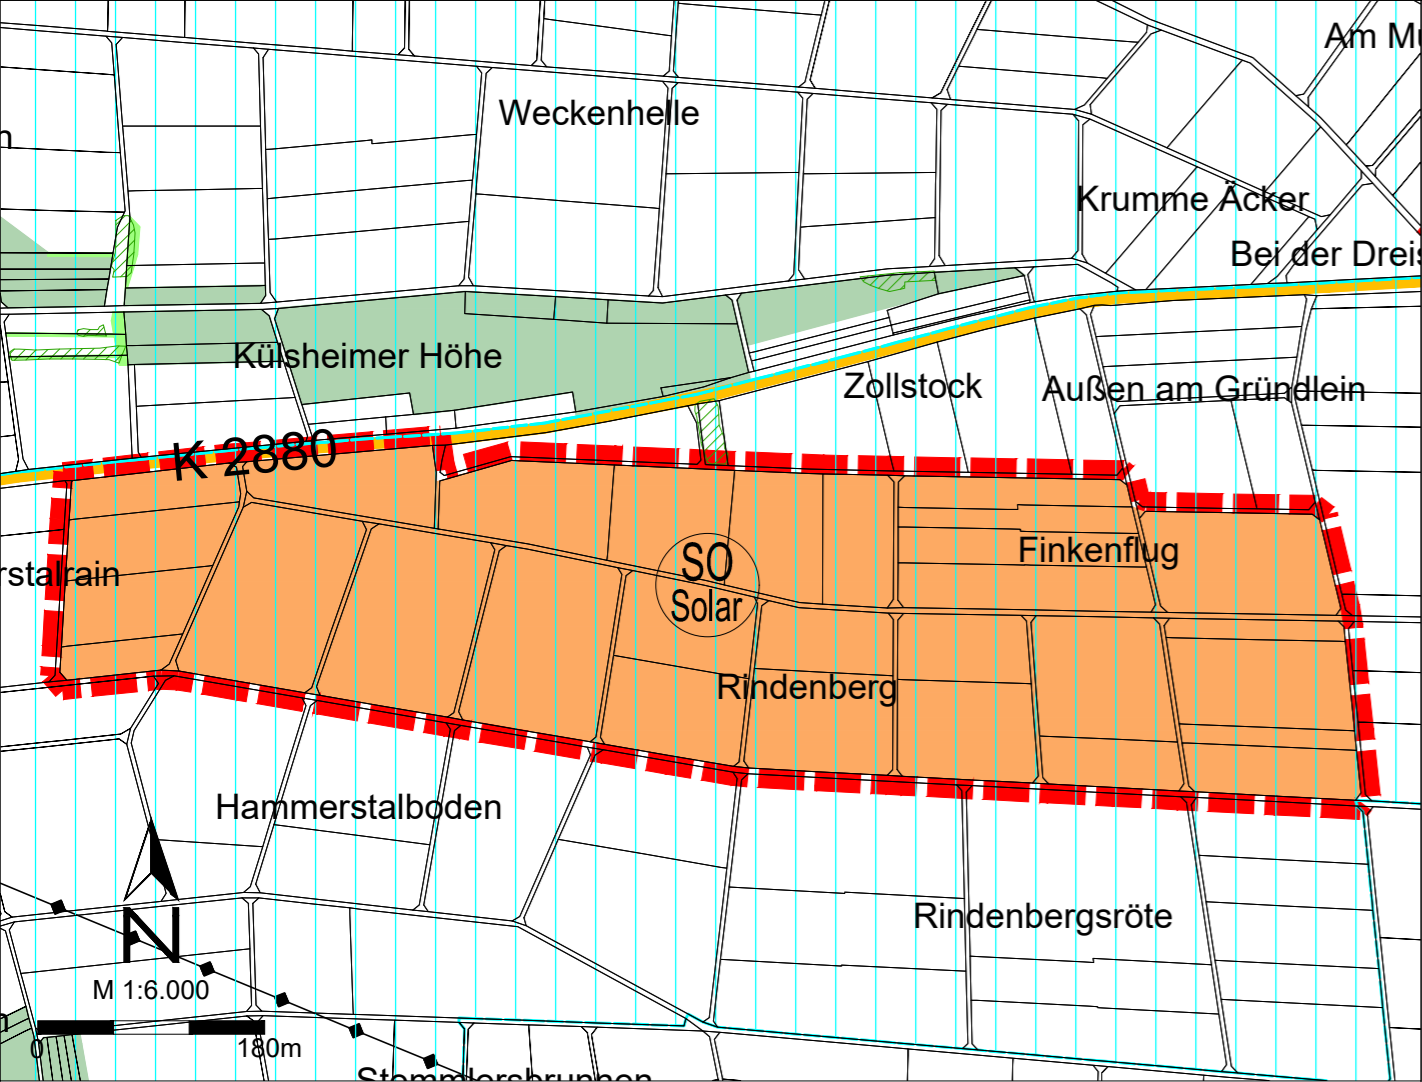 Am Mu
Weckenhelle
n
Krumme Äcker
Bei der Dreis
Külsheimer Höhe
Zollstock
Außen am Gründlein
K 2880
SO
Solar
Finkenflug
rstalrain
Rindenberg
Hammerstalboden
Rindenbergsröte
N
M 1:6.000
n
0
180m
Stemmlersbrunnen